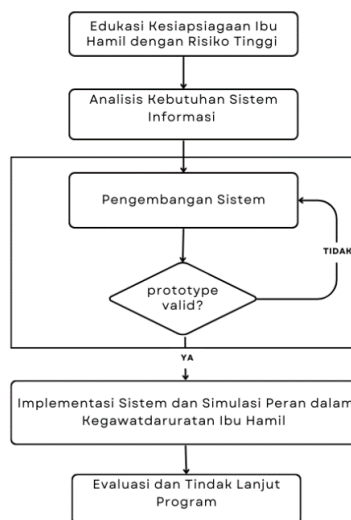 Edukasi Kesiapsiagaan Ibu
Hamil dengan Risiko Tinggi
Analisis Kebutuhan Sistem
Informasi
Pengembangan Sistem
TIDAK
prototype
valid?
YA
Implementasi Sistem dan Simulasi Peran dalam
Kegawatdaruratan Ibu Hamil
Evaluasi dan Tindak Lanjut
Program